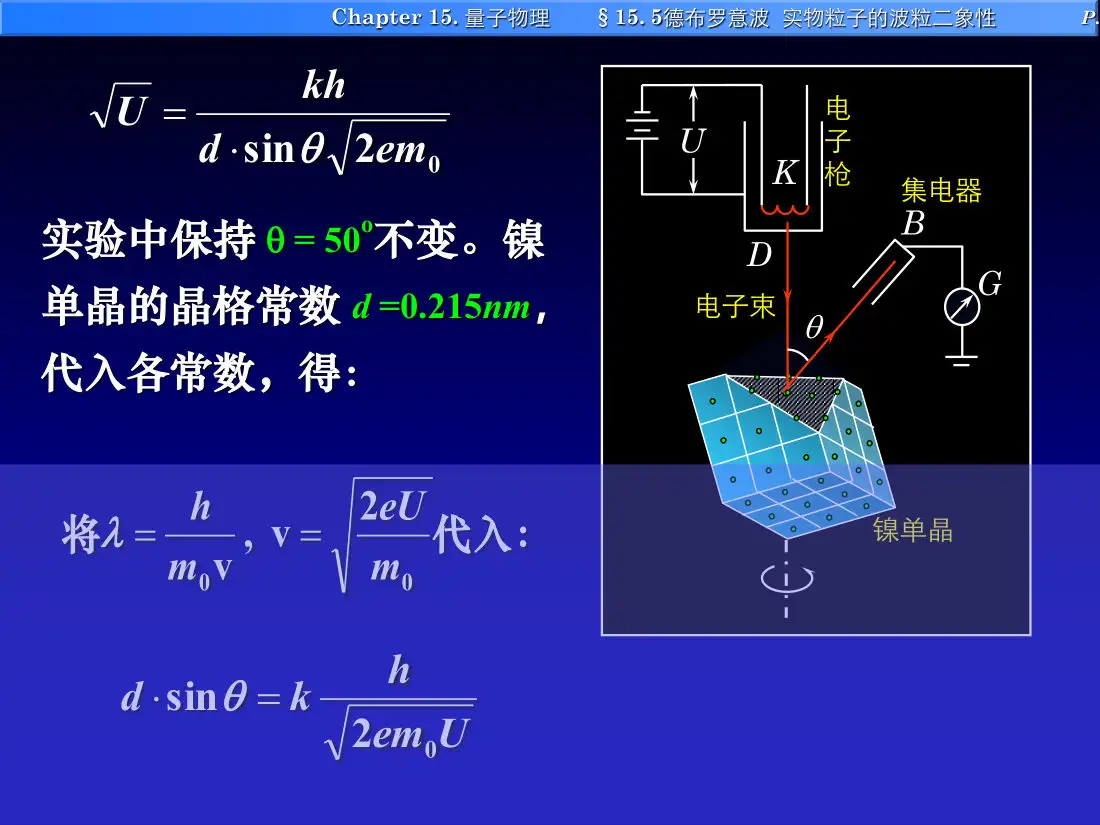 Chapter 15. 量子物理 §15. 5德布罗意波 实物粒子的波粒二象性 P.
√U = kh / (d · sinθ√(2em₀))
实验中保持 θ = 50°不变。镍
单晶的晶格常数 d =0.215nm,
代入各常数，得：
将λ = h / (m₀v) , v = √(2eU / m₀) 代入：
d · sinθ = k h / √(2em₀U)
U
K
电子枪
集电器
B
D
G
电子束
θ
镍单晶